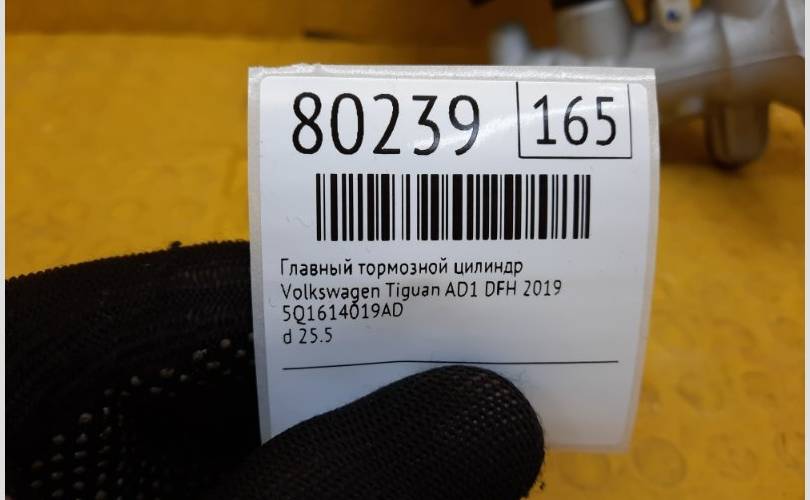 80239 165
Главный тормозной цилиндр
Volkswagen Tiguan AD1 DFH 2019
5Q1614019AD
d 25.5